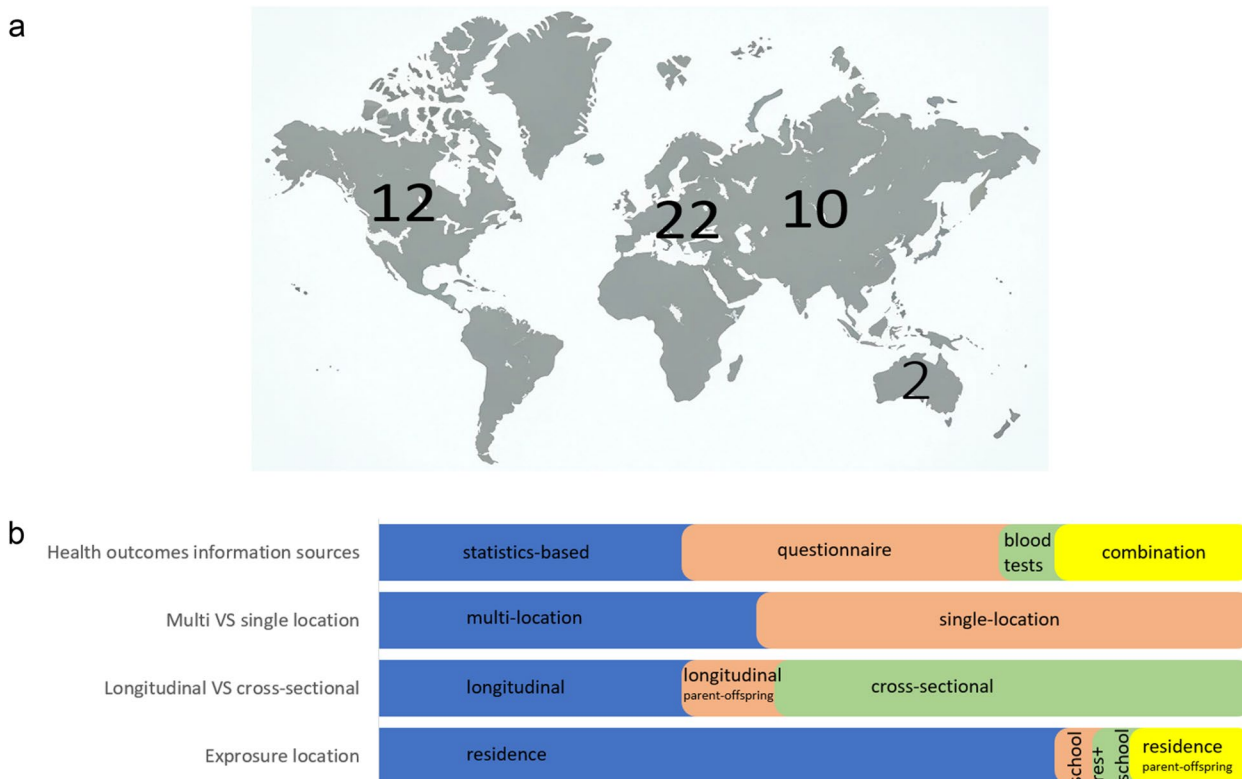 a
12
22
10
2
b
Health outcomes information sources
statistics-based
questionnaire
blood
tests
combination
Multi VS single location
multi-location
single-location
Longitudinal VS cross-sectional
longitudinal
longitudinal
parent-offspring
cross-sectional
Exprosure location
residence
school
res+
school
residence
parent-offspring